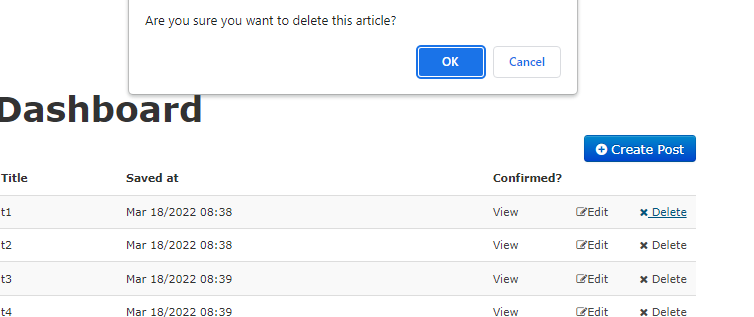 Are you sure you want to delete this article?
OK Cancel
Dashboard
Create Post
Title Saved at Confirmed?
t1 Mar 18/2022 08:38 View Edit Delete
t2 Mar 18/2022 08:38 View Edit Delete
t3 Mar 18/2022 08:39 View Edit Delete
t4 Mar 18/2022 08:39 View Edit Delete